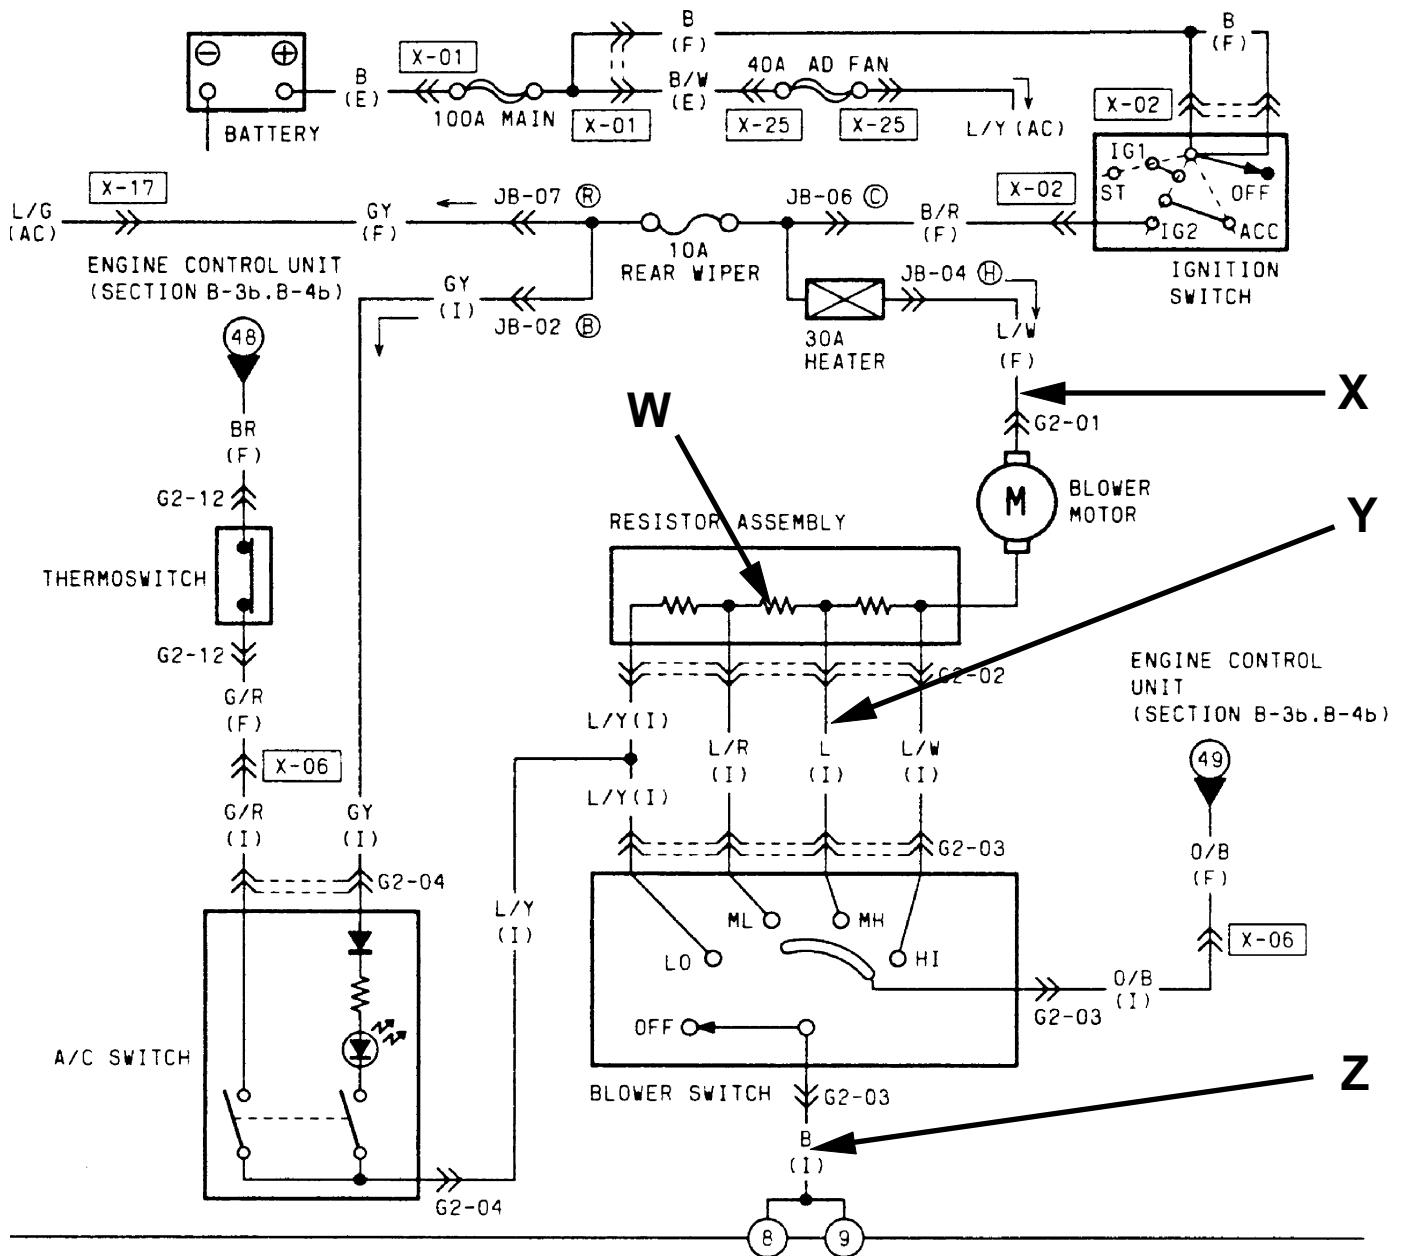 B
(F)
B
(F)
⊖ ⊕
X-01
B
(E)
100A MAIN
BATTERY
X-01
B/W
(E)
40A AD FAN
X-25
X-25
L/Y(AC)
X-02
IG1
ST
OFF
IG2
ACC
IGNITION
SWITCH
X-17
L/G
(AC)
GY
(F)
JB-07 Ⓡ
10A
REAR WIPER
JB-06 Ⓒ
B/R
(F)
X-02
ENGINE CONTROL UNIT
(SECTION B-3b.B-4b)
GY
(I)
JB-02 Ⓑ
JB-04 Ⓗ
30A
HEATER
L/W
(F)
48
BR
(F)
G2-12
THERMOSWITCH
G2-12
G/R
(F)
X-06
G/R
(I)
GY
(I)
G2-04
W
X
G2-01
M
BLOWER
MOTOR
Y
RESISTOR ASSEMBLY
G2-02
L/Y(I)
L/R
(I)
L
(I)
L/W
(I)
L/Y(I)
G2-03
ENGINE CONTROL
UNIT
(SECTION B-3b.B-4b)
49
O/B
(F)
X-06
L/Y
(I)
ML
MH
LO
HI
OFF
O/B
(I)
G2-03
A/C SWITCH
BLOWER SWITCH
G2-03
Z
B
(I)
G2-04
8
9